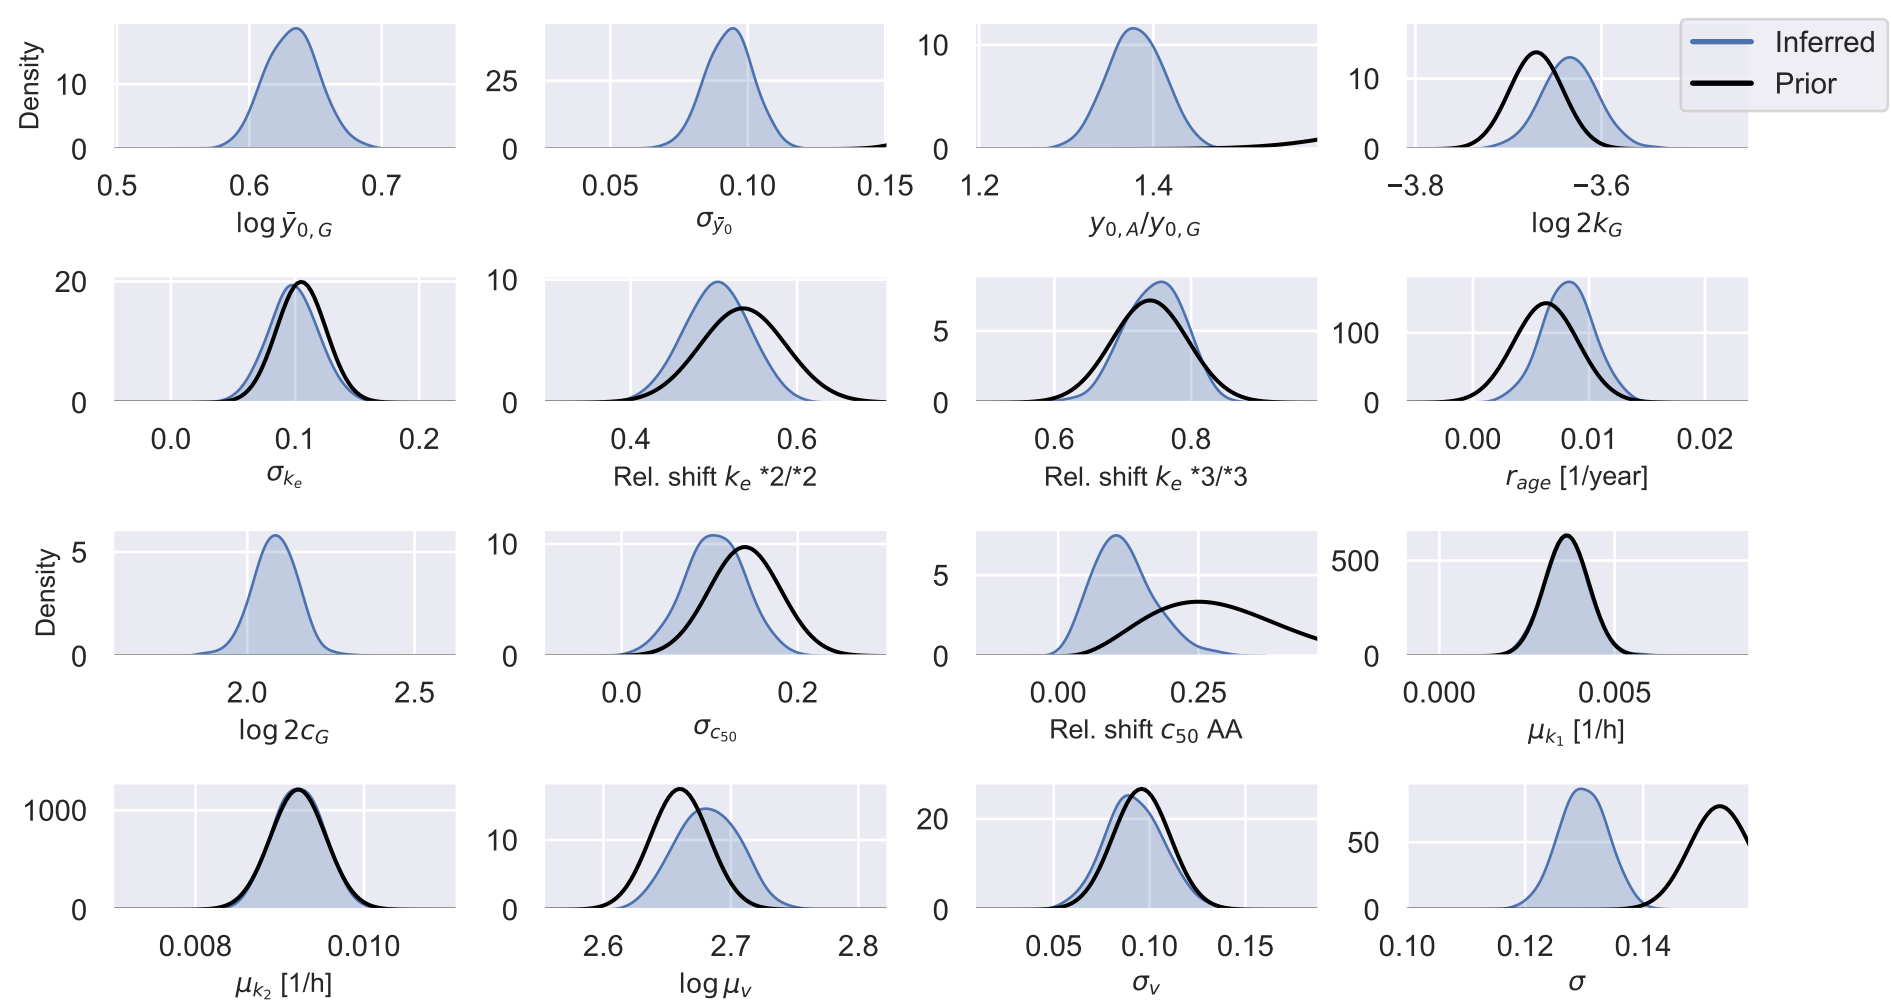 Inferred
Prior
Density
10
0
0.5 0.6 0.7
log ȳ₀,G
25
0
0.05 0.10 0.15
σȳ₀
10
0
1.2 1.4
y₀,A/y₀,G
10
0
−3.8 −3.6
log 2k_G
20
0
0.0 0.1 0.2
σ_kₑ
10
0
0.4 0.6
Rel. shift kₑ *2/*2
5
0
0.6 0.8
Rel. shift kₑ *3/*3
100
0
0.00 0.01 0.02
r_age [1/year]
Density
5
0
2.0 2.5
log 2c_G
10
0
0.0 0.2
σ_c₅₀
5
0
0.00 0.25
Rel. shift c₅₀ AA
500
0
0.000 0.005
μ_k₁ [1/h]
1000
0
0.008 0.010
μ_k₂ [1/h]
10
0
2.6 2.7 2.8
log μᵥ
20
0
0.05 0.10 0.15
σᵥ
50
0
0.10 0.12 0.14
σ